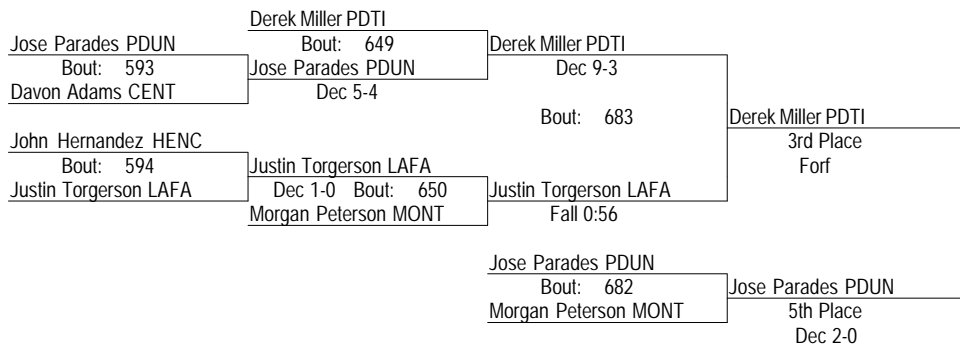 Derek Miller PDTI
Jose Parades PDUN
Bout: 649
Derek Miller PDTI
Bout: 593
Jose Parades PDUN
Dec 9-3
Davon Adams CENT
Dec 5-4
Bout: 683
Derek Miller PDTI
John Hernandez HENC
3rd Place
Bout: 594
Justin Torgerson LAFA
Forf
Justin Torgerson LAFA
Dec 1-0 Bout: 650
Justin Torgerson LAFA
Morgan Peterson MONT
Fall 0:56
Jose Parades PDUN
Bout: 682
Jose Parades PDUN
Morgan Peterson MONT
5th Place
Dec 2-0